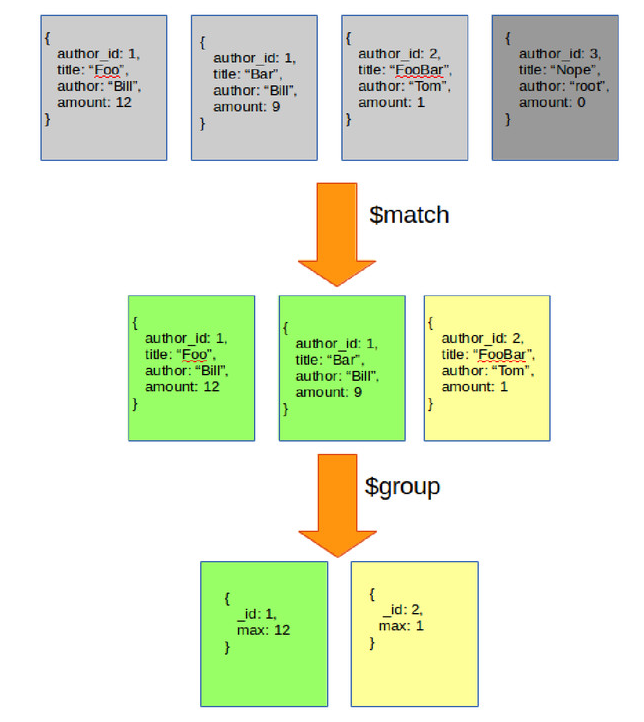 {
author_id: 1,
title: “Foo”,
author: “Bill”,
amount: 12
}
{
author_id: 1,
title: “Bar”,
author: “Bill”,
amount: 9
}
{
author_id: 2,
title: “FooBar”,
author: “Tom”,
amount: 1
}
{
author_id: 3,
title: “Nope”,
author: “root”,
amount: 0
}
$match
{
author_id: 1,
title: “Foo”,
author: “Bill”,
amount: 12
}
{
author_id: 1,
title: “Bar”,
author: “Bill”,
amount: 9
}
{
author_id: 2,
title: “FooBar”,
author: “Tom”,
amount: 1
}
$group
{
_id: 1,
max: 12
}
{
_id: 2,
max: 1
}